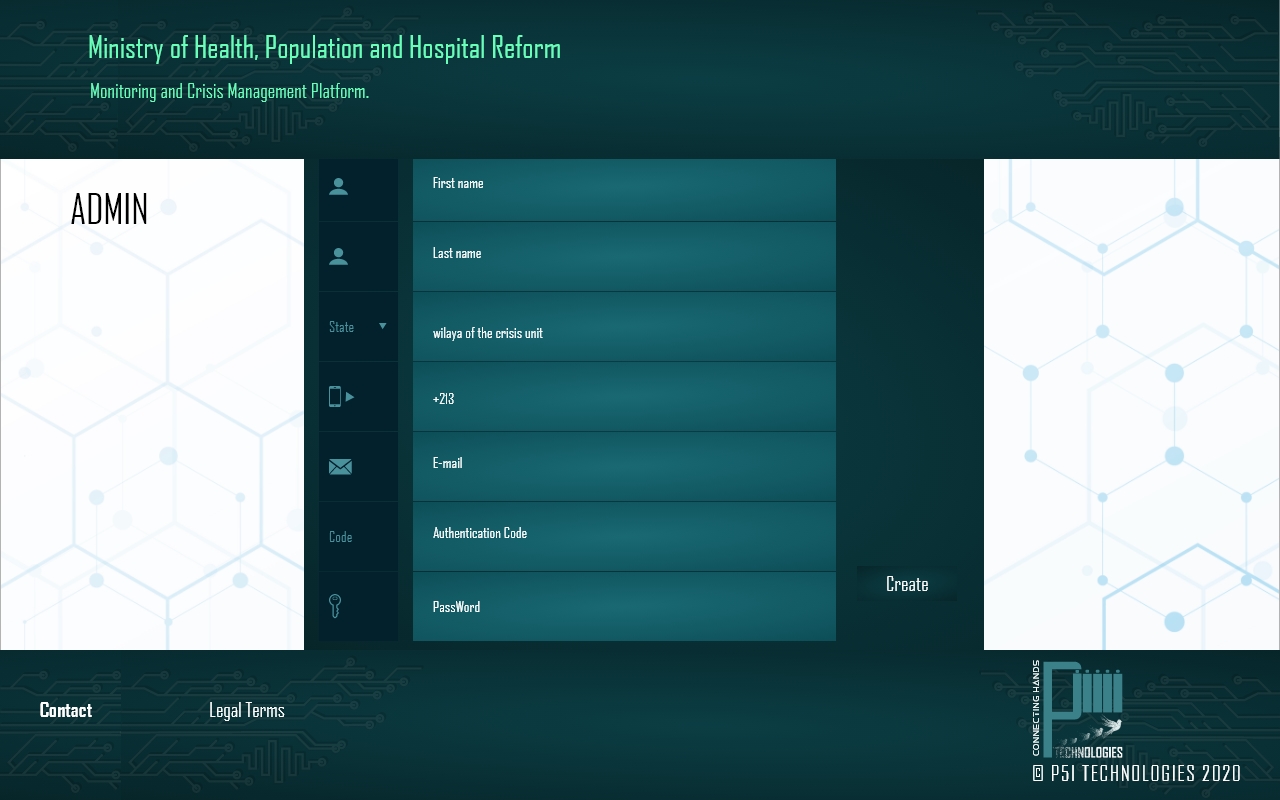 Ministry of Health, Population and Hospital Reform
Monitoring and Crisis Management Platform.
ADMIN
First name
Last name
State
wilaya of the crisis unit
+213
E-mail
Code
Authentication Code
PassWord
Create
Contact
Legal Terms
CONNECTING HANDS
TECHNOLOGIES
© P5I TECHNOLOGIES 2020